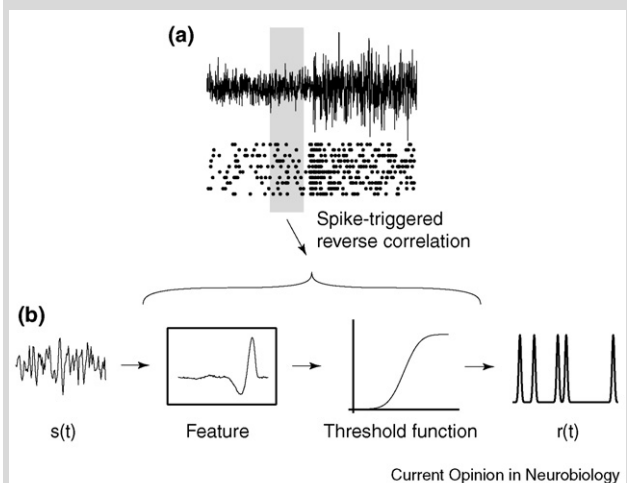 (a)
Spike-triggered
reverse correlation
(b)
s(t)
Feature
Threshold function
r(t)
Current Opinion in Neurobiology